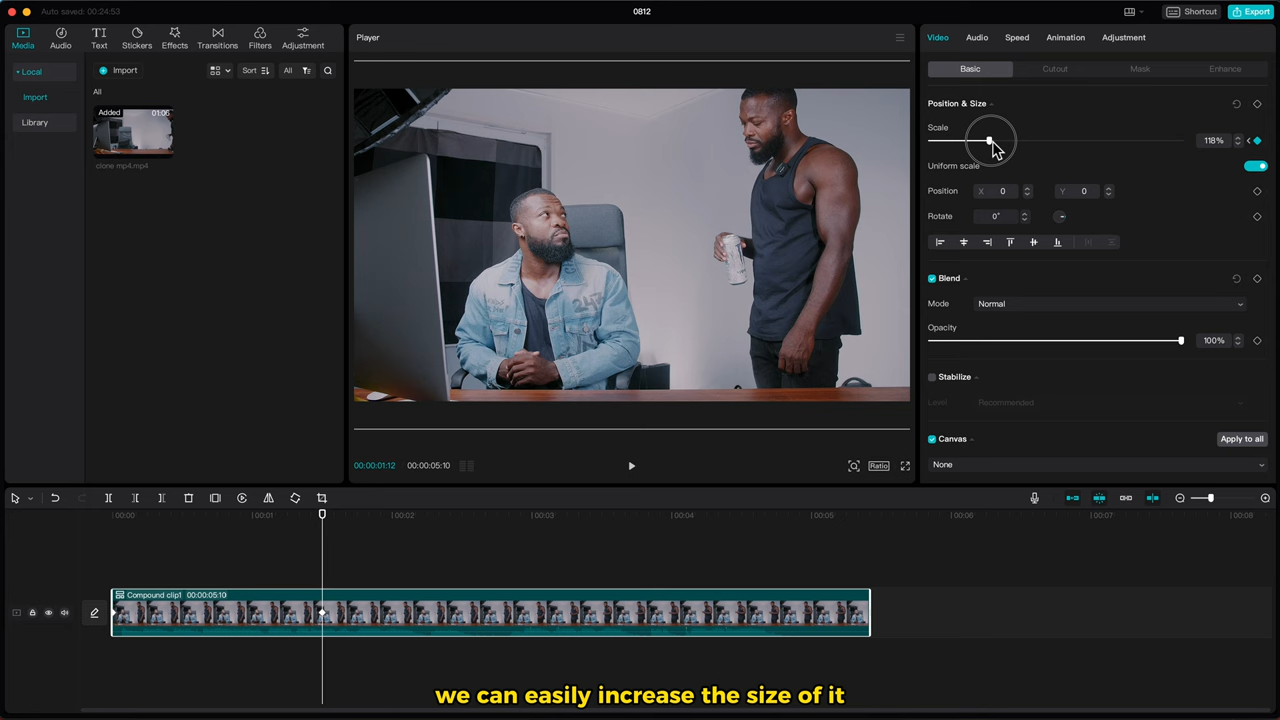 Auto saved: 00:24:53
0812
Shortcut
Export
Media
Audio
Text
Stickers
Effects
Transitions
Filters
Adjustment
Local
Import
Library
Import
Sort
All
All
Added
01:06
clone mp4.mp4
Player
00:00:01:12
00:00:05:10
Ratio
Video
Audio
Speed
Animation
Adjustment
Basic
Cutout
Mask
Enhance
Position & Size
Scale
118%
Uniform scale
Position
X 0
Y 0
Rotate
0°
Blend
Mode
Normal
Opacity
100%
Stabilize
Level
Recommended
Canvas
Apply to all
None
00:00
00:01
00:02
00:03
00:04
00:05
00:06
00:07
00:08
Compound clip1 00:00:05:10
we can easily increase the size of it